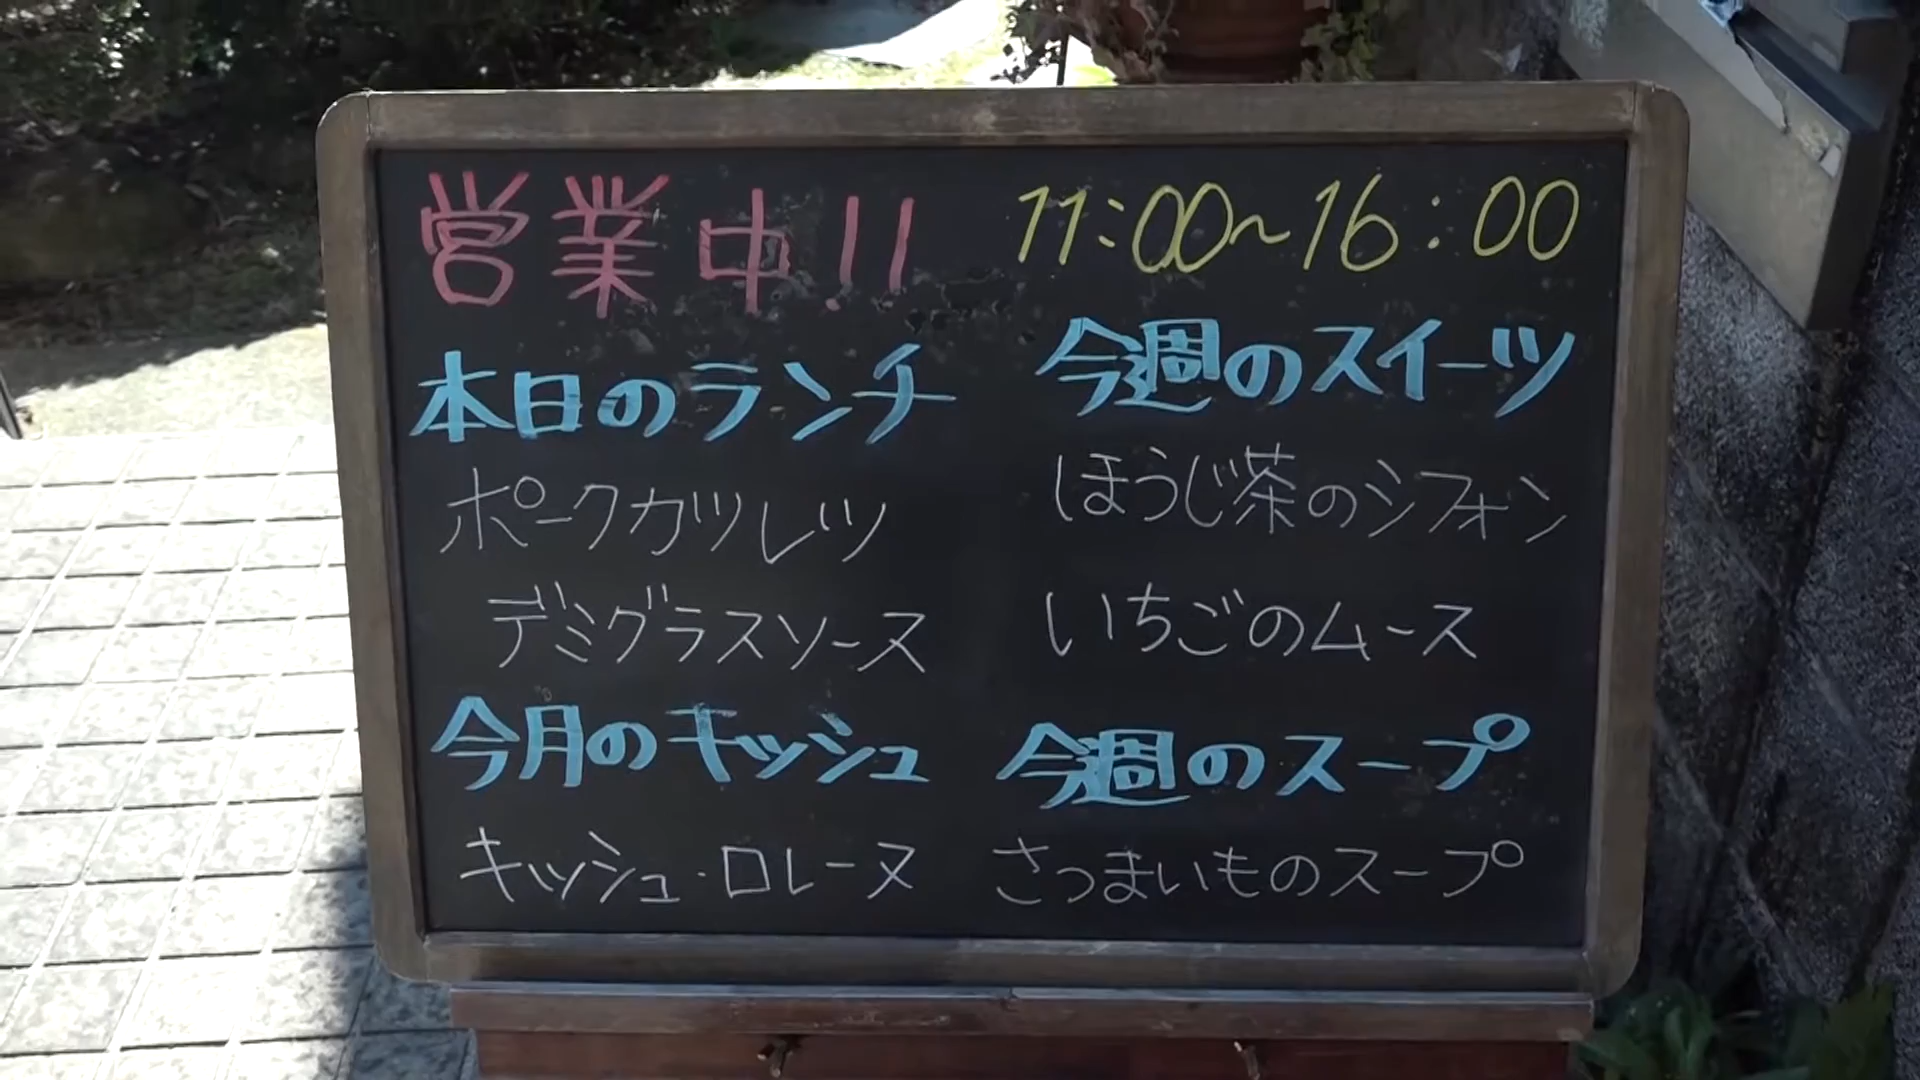 営業中!! 11:00~16:00
本日のランチ
ポークカツレツ
デミグラスソース
今月のキッシュ
キッシュ・ロレーヌ
今週のスイーツ
ほうじ茶のシフォン
いちごのムース
今週のスープ
さつまいものスープ